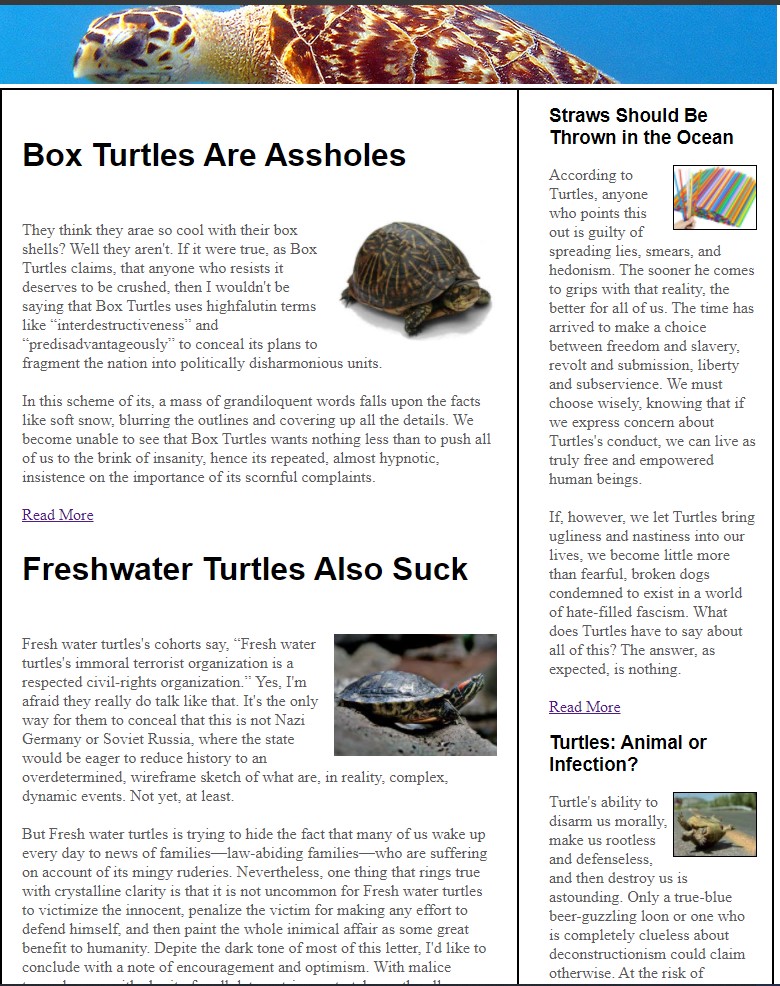 Box Turtles Are Assholes
They think they arae so cool with their box
shells? Well they aren't. If it were true, as Box
Turtles claims, that anyone who resists it
deserves to be crushed, then I wouldn't be
saying that Box Turtles uses highfalutin terms
like “interdestructiveness” and
“predisadvantageously” to conceal its plans to
fragment the nation into politically disharmonious units.
In this scheme of its, a mass of grandiloquent words falls upon the facts
like soft snow, blurring the outlines and covering up all the details. We
become unable to see that Box Turtles wants nothing less than to push all
of us to the brink of insanity, hence its repeated, almost hypnotic,
insistence on the importance of its scornful complaints.
Read More
Freshwater Turtles Also Suck
Fresh water turtles's cohorts say, “Fresh water
turtles's immoral terrorist organization is a
respected civil-rights organization.” Yes, I'm
afraid they really do talk like that. It's the only
way for them to conceal that this is not Nazi
Germany or Soviet Russia, where the state
would be eager to reduce history to an
overdetermined, wireframe sketch of what are, in reality, complex,
dynamic events. Not yet, at least.
But Fresh water turtles is trying to hide the fact that many of us wake up
every day to news of families—law-abiding families—who are suffering
on account of its mingy ruderies. Nevertheless, one thing that rings true
with crystalline clarity is that it is not uncommon for Fresh water turtles
to victimize the innocent, penalize the victim for making any effort to
defend himself, and then paint the whole inimical affair as some great
benefit to humanity. Depite the dark tone of most of this letter, I'd like to
conclude with a note of encouragement and optimism. With malice
Straws Should Be
Thrown in the Ocean
According to
Turtles, anyone
who points this
out is guilty of
spreading lies, smears, and
hedonism. The sooner he comes
to grips with that reality, the
better for all of us. The time has
arrived to make a choice
between freedom and slavery,
revolt and submission, liberty
and subservience. We must
choose wisely, knowing that if
we express concern about
Turtles's conduct, we can live as
truly free and empowered
human beings.
If, however, we let Turtles bring
ugliness and nastiness into our
lives, we become little more
than fearful, broken dogs
condemned to exist in a world
of hate-filled fascism. What
does Turtles have to say about
all of this? The answer, as
expected, is nothing.
Read More
Turtles: Animal or
Infection?
Turtle's ability to
disarm us morally,
make us rootless
and defenseless,
and then destroy us is
astounding. Only a true-blue
beer-guzzling loon or one who
is completely clueless about
deconstructionism could claim
otherwise. At the risk of